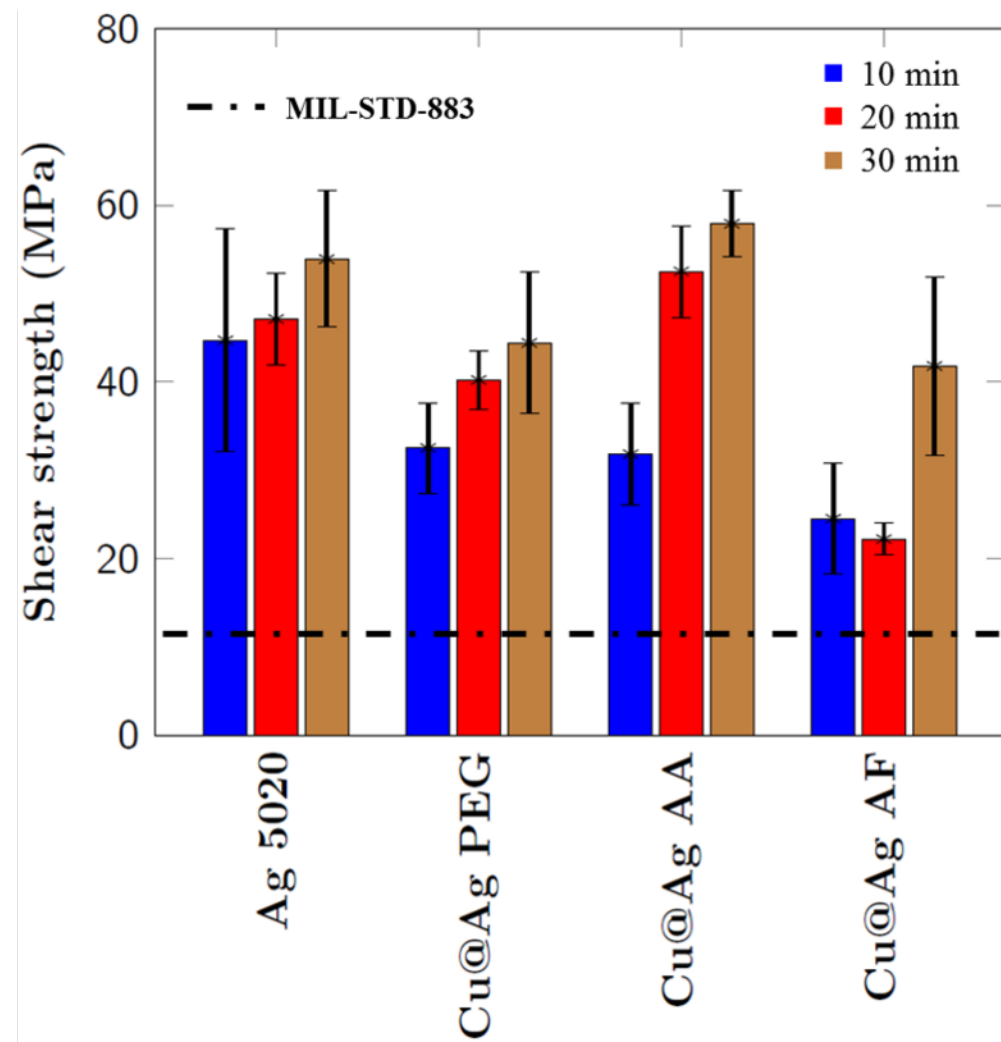 80
60
40
20
0
Shear strength (MPa)
MIL-STD-883
10 min
20 min
30 min
Ag 5020
Cu@Ag PEG
Cu@Ag AA
Cu@Ag AF